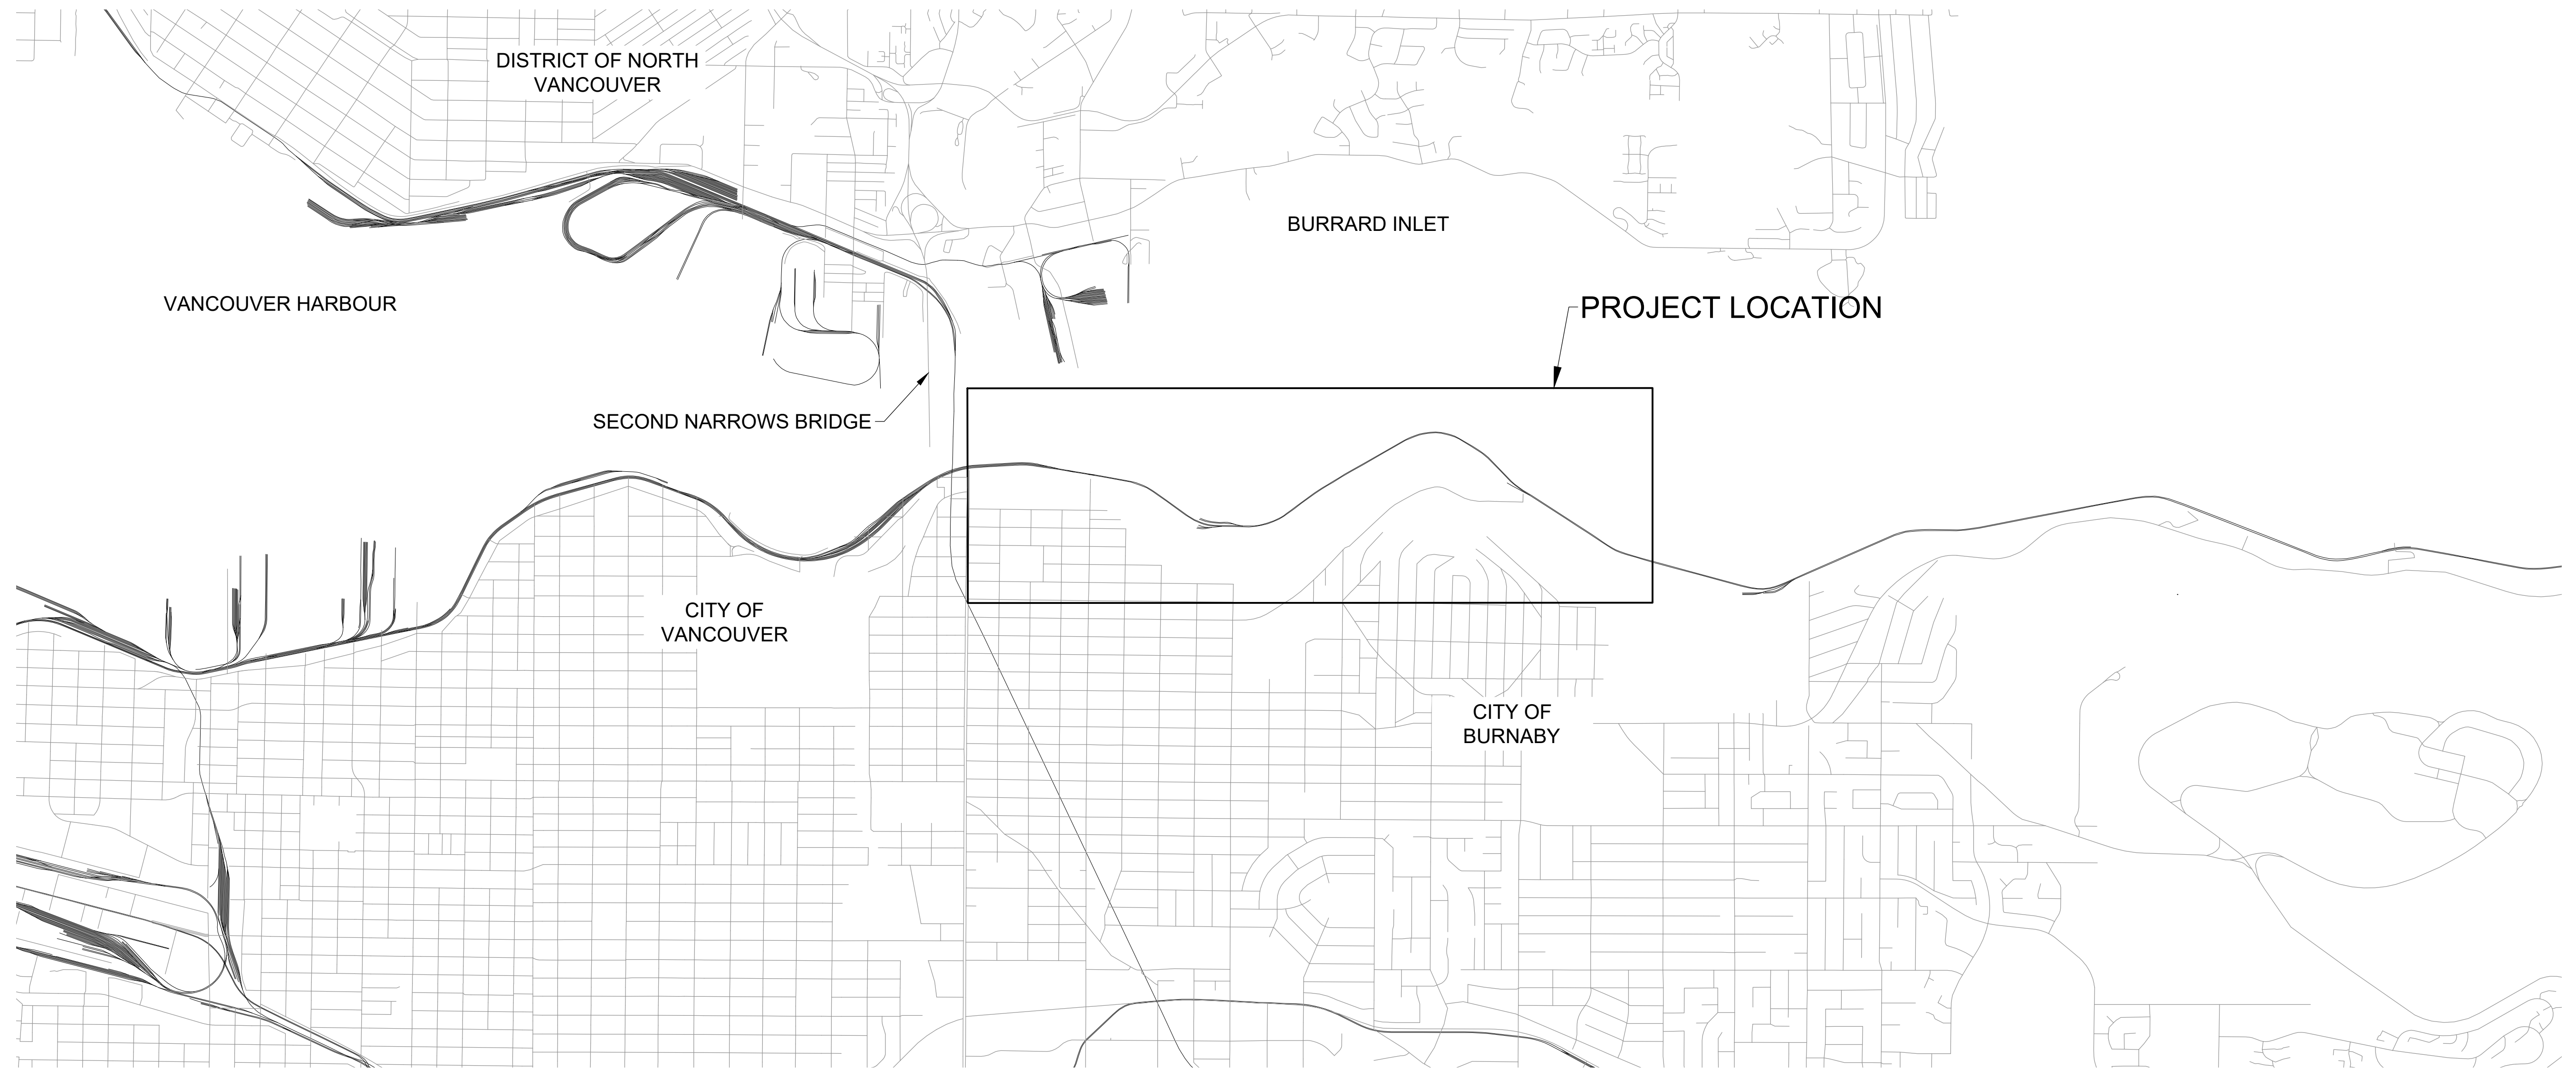 DISTRICT OF NORTH
VANCOUVER
BURRARD INLET
VANCOUVER HARBOUR
PROJECT LOCATION
SECOND NARROWS BRIDGE
CITY OF
VANCOUVER
CITY OF
BURNABY